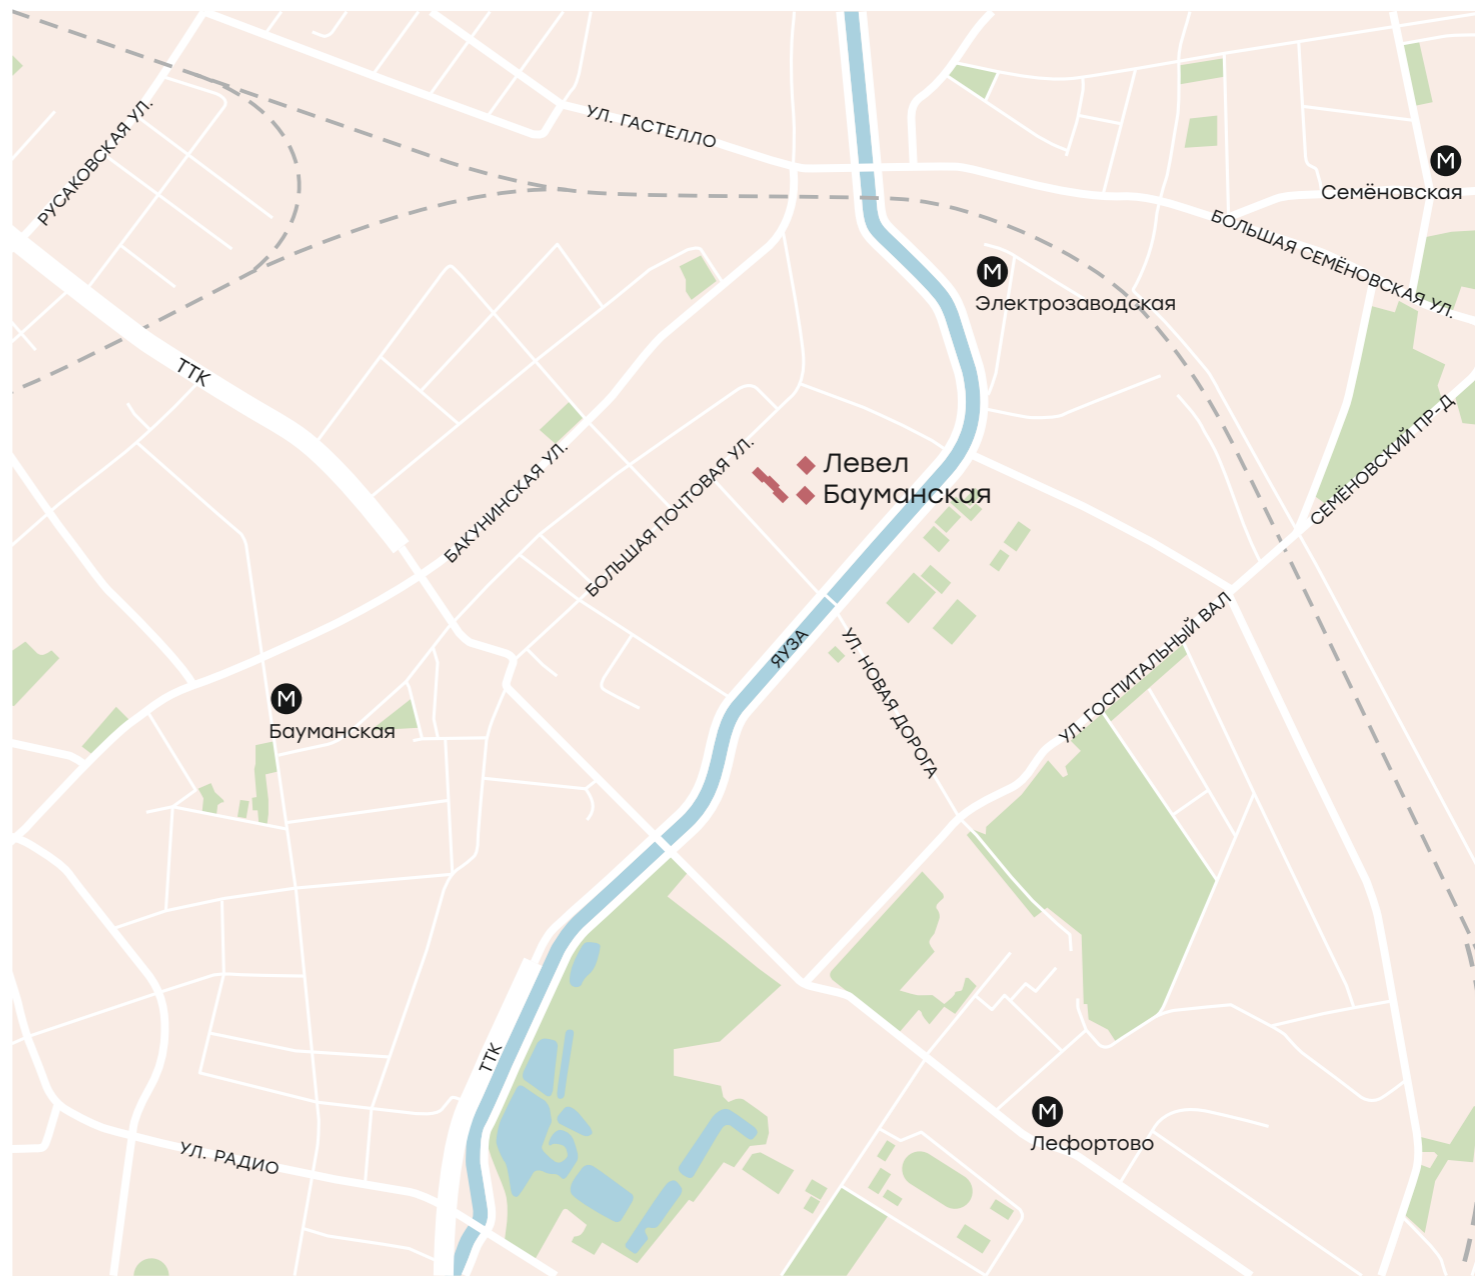 УЛ. ГАСТЕЛЛО
РУСАКОВСКАЯ УЛ.
М
Семёновская
БОЛЬШАЯ СЕМЁНОВСКАЯ УЛ.
М
Электрозаводская
ТТК
СЕМЁНОВСКИЙ ПР-Д
БАКУНИНСКАЯ УЛ.
БОЛЬШАЯ ПОЧТОВАЯ УЛ.
Левел
Бауманская
ЯУЗА
УЛ. НОВАЯ ДОРОГА
УЛ. ГОСПИТАЛЬНЫЙ ВАЛ
М
Бауманская
ТТК
М
Лефортово
УЛ. РАДИО